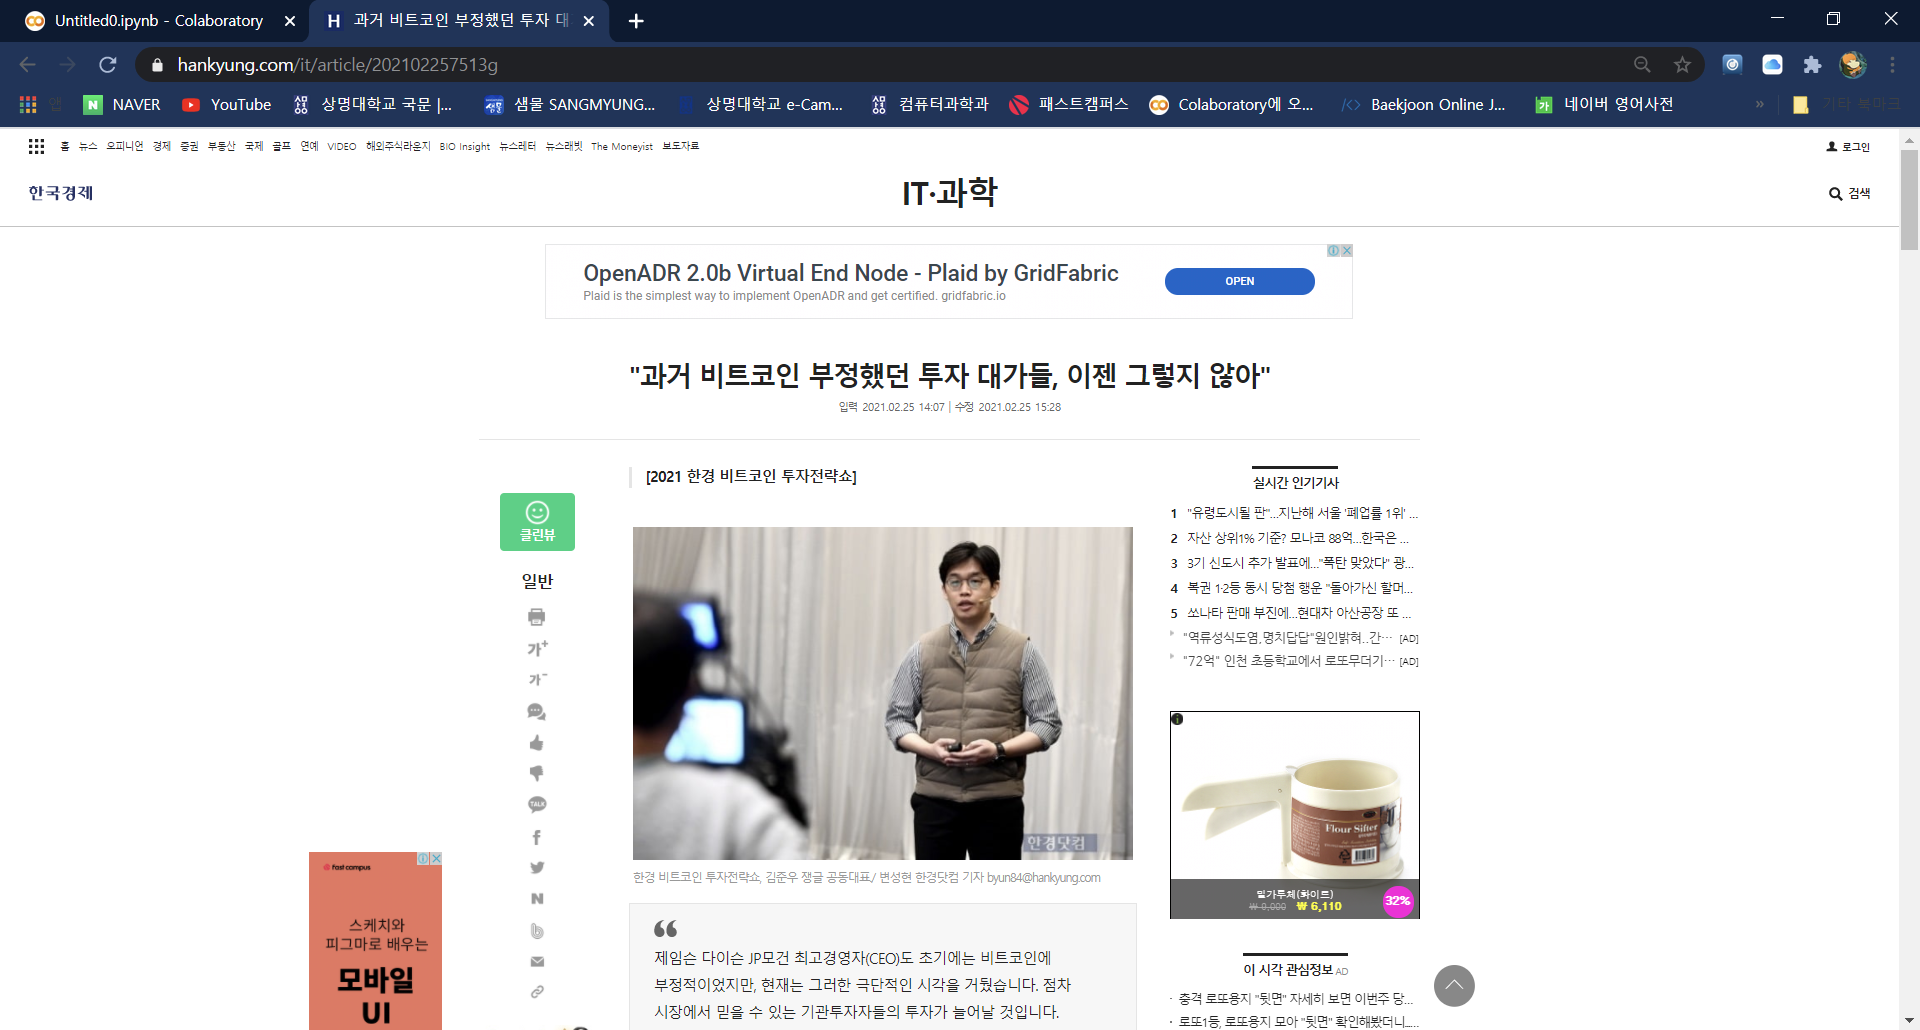 Untitled0.ipynb - Colaboratory
과거 비트코인 부정했던 투자 대
hankyung.com/it/article/202102257513g
앱
NAVER
YouTube
상명대학교 국문 |...
샘물 SANGMYUNG...
상명대학교 e-Cam...
컴퓨터과학과
패스트캠퍼스
Colaboratory에 오...
Baekjoon Online J...
네이버 영어사전
기타 북마크
홈 뉴스 오피니언 경제 증권 부동산 국제 골프 연예 VIDEO 해외주식라운지 BIO Insight 뉴스레터 뉴스래빗 The Moneyist 보도자료
로그인
한국경제
IT·과학
검색
OpenADR 2.0b Virtual End Node - Plaid by GridFabric
Plaid is the simplest way to implement OpenADR and get certified. gridfabric.io
OPEN
"과거 비트코인 부정했던 투자 대가들, 이젠 그렇지 않아"
입력 2021.02.25 14:07 | 수정 2021.02.25 15:28
클린뷰
일반
가+
가-
TALK
[2021 한경 비트코인 투자전략쇼]
한경닷컴
한경 비트코인 투자전략쇼, 김준우 쟁글 공동대표./ 변성현 한경닷컴 기자 byun84@hankyung.com
제임슨 다이슨 JP모건 최고경영자(CEO)도 초기에는 비트코인에
부정적이었지만, 현재는 그러한 극단적인 시각을 거뒀습니다. 점차
시장에서 믿을 수 있는 기관투자자들의 투자가 늘어날 것입니다.
실시간 인기기사
1 "유령도시될 판"...지난해 서울 '폐업률 1위' ...
2 자산 상위1% 기준? 모나코 88억...한국은 ...
3 3기 신도시 추가 발표에..."폭탄 맞았다" 광...
4 복권 1·2등 동시 당첨 행운 "돌아가신 할머...
5 쏘나타 판매 부진에...현대차 아산공장 또 ...
"역류성식도염,명치답답"원인밝혀..간… [AD]
"72억" 인천 초등학교에서 로또무더기… [AD]
Flour Sifter
밀가루체(화이트)
₩ 9,000 ₩ 6,110
32%
이 시각 관심정보 AD
· 충격 로또용지 "뒷면" 자세히 보면 이번주 당...
· 로또1등, 로또용지 모아 "뒷면" 확인해봤더니...
fast campus
스케치와
피그마로 배우는
모바일
UI